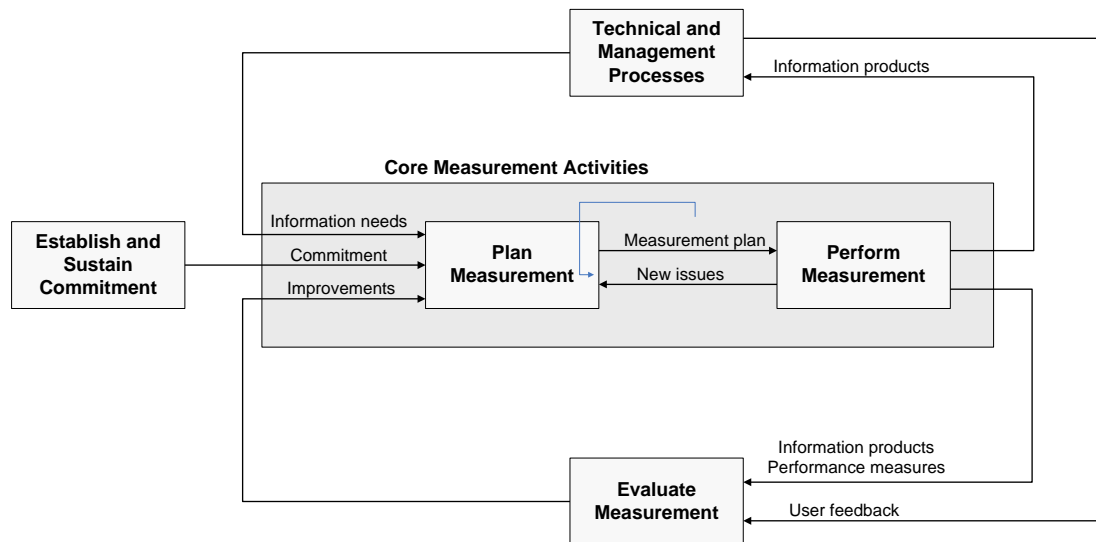 Technical and
Management
Processes
Information products
Core Measurement Activities
Information needs
Establish and
Sustain
Commitment
Commitment
Improvements
Plan
Measurement
Measurement plan
New issues
Perform
Measurement
Information products
Performance measures
Evaluate
Measurement
User feedback